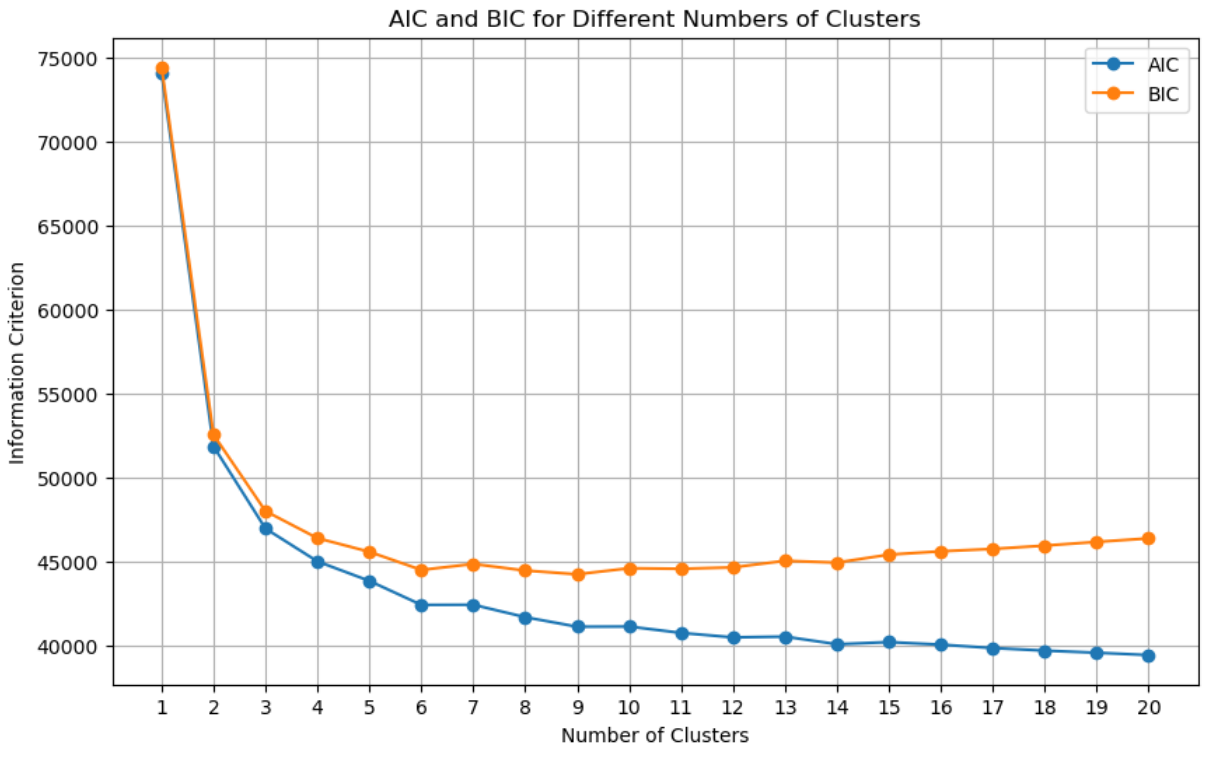 AIC and BIC for Different Numbers of Clusters
AIC
BIC
75000
70000
65000
60000
55000
50000
45000
40000
Information Criterion
1 2 3 4 5 6 7 8 9 10 11 12 13 14 15 16 17 18 19 20
Number of Clusters